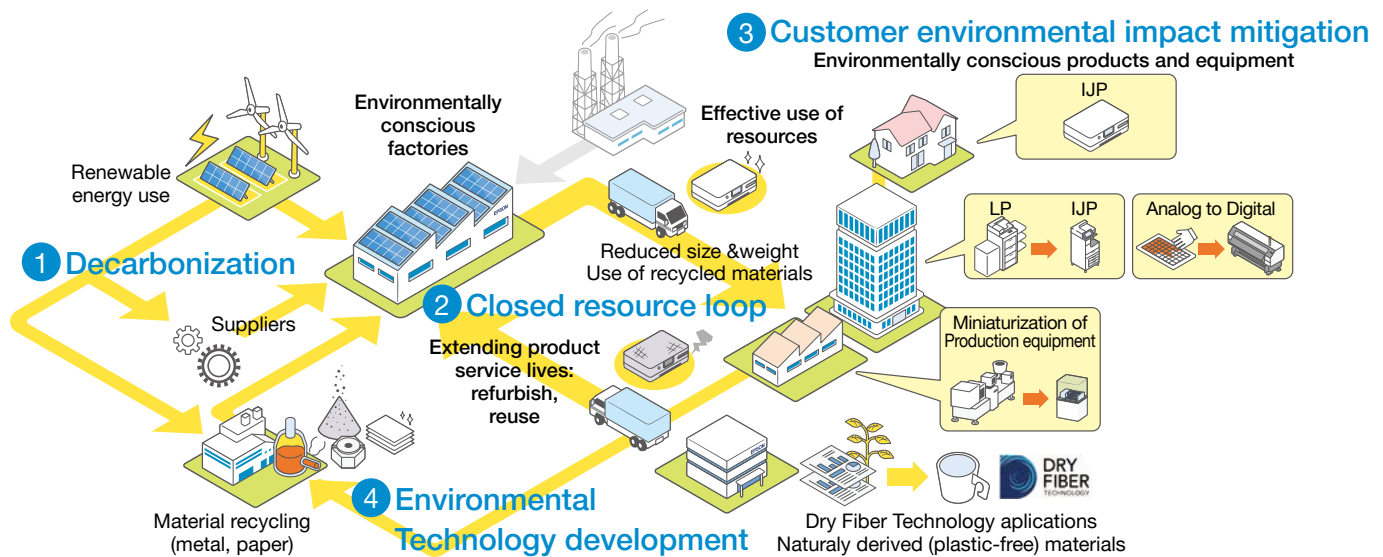 3 Customer environmental impact mitigation
Environmentally conscious products and equipment
IJP
Environmentally
conscious
factories
Effective use of
resources
Renewable
energy use
EPSON
LP
IJP
Analog to Digital
1 Decarbonization
Reduced size &weight
Use of recycled materials
2 Closed resource loop
Suppliers
Miniaturization of
Production equipment
Extending product
service lives:
refurbish,
reuse
EPSON
DRY
FIBER
TECHNOLOGY
4 Environmental
Technology development
Material recycling
(metal, paper)
Dry Fiber Technology aplications
Naturaly derived (plastic-free) materials